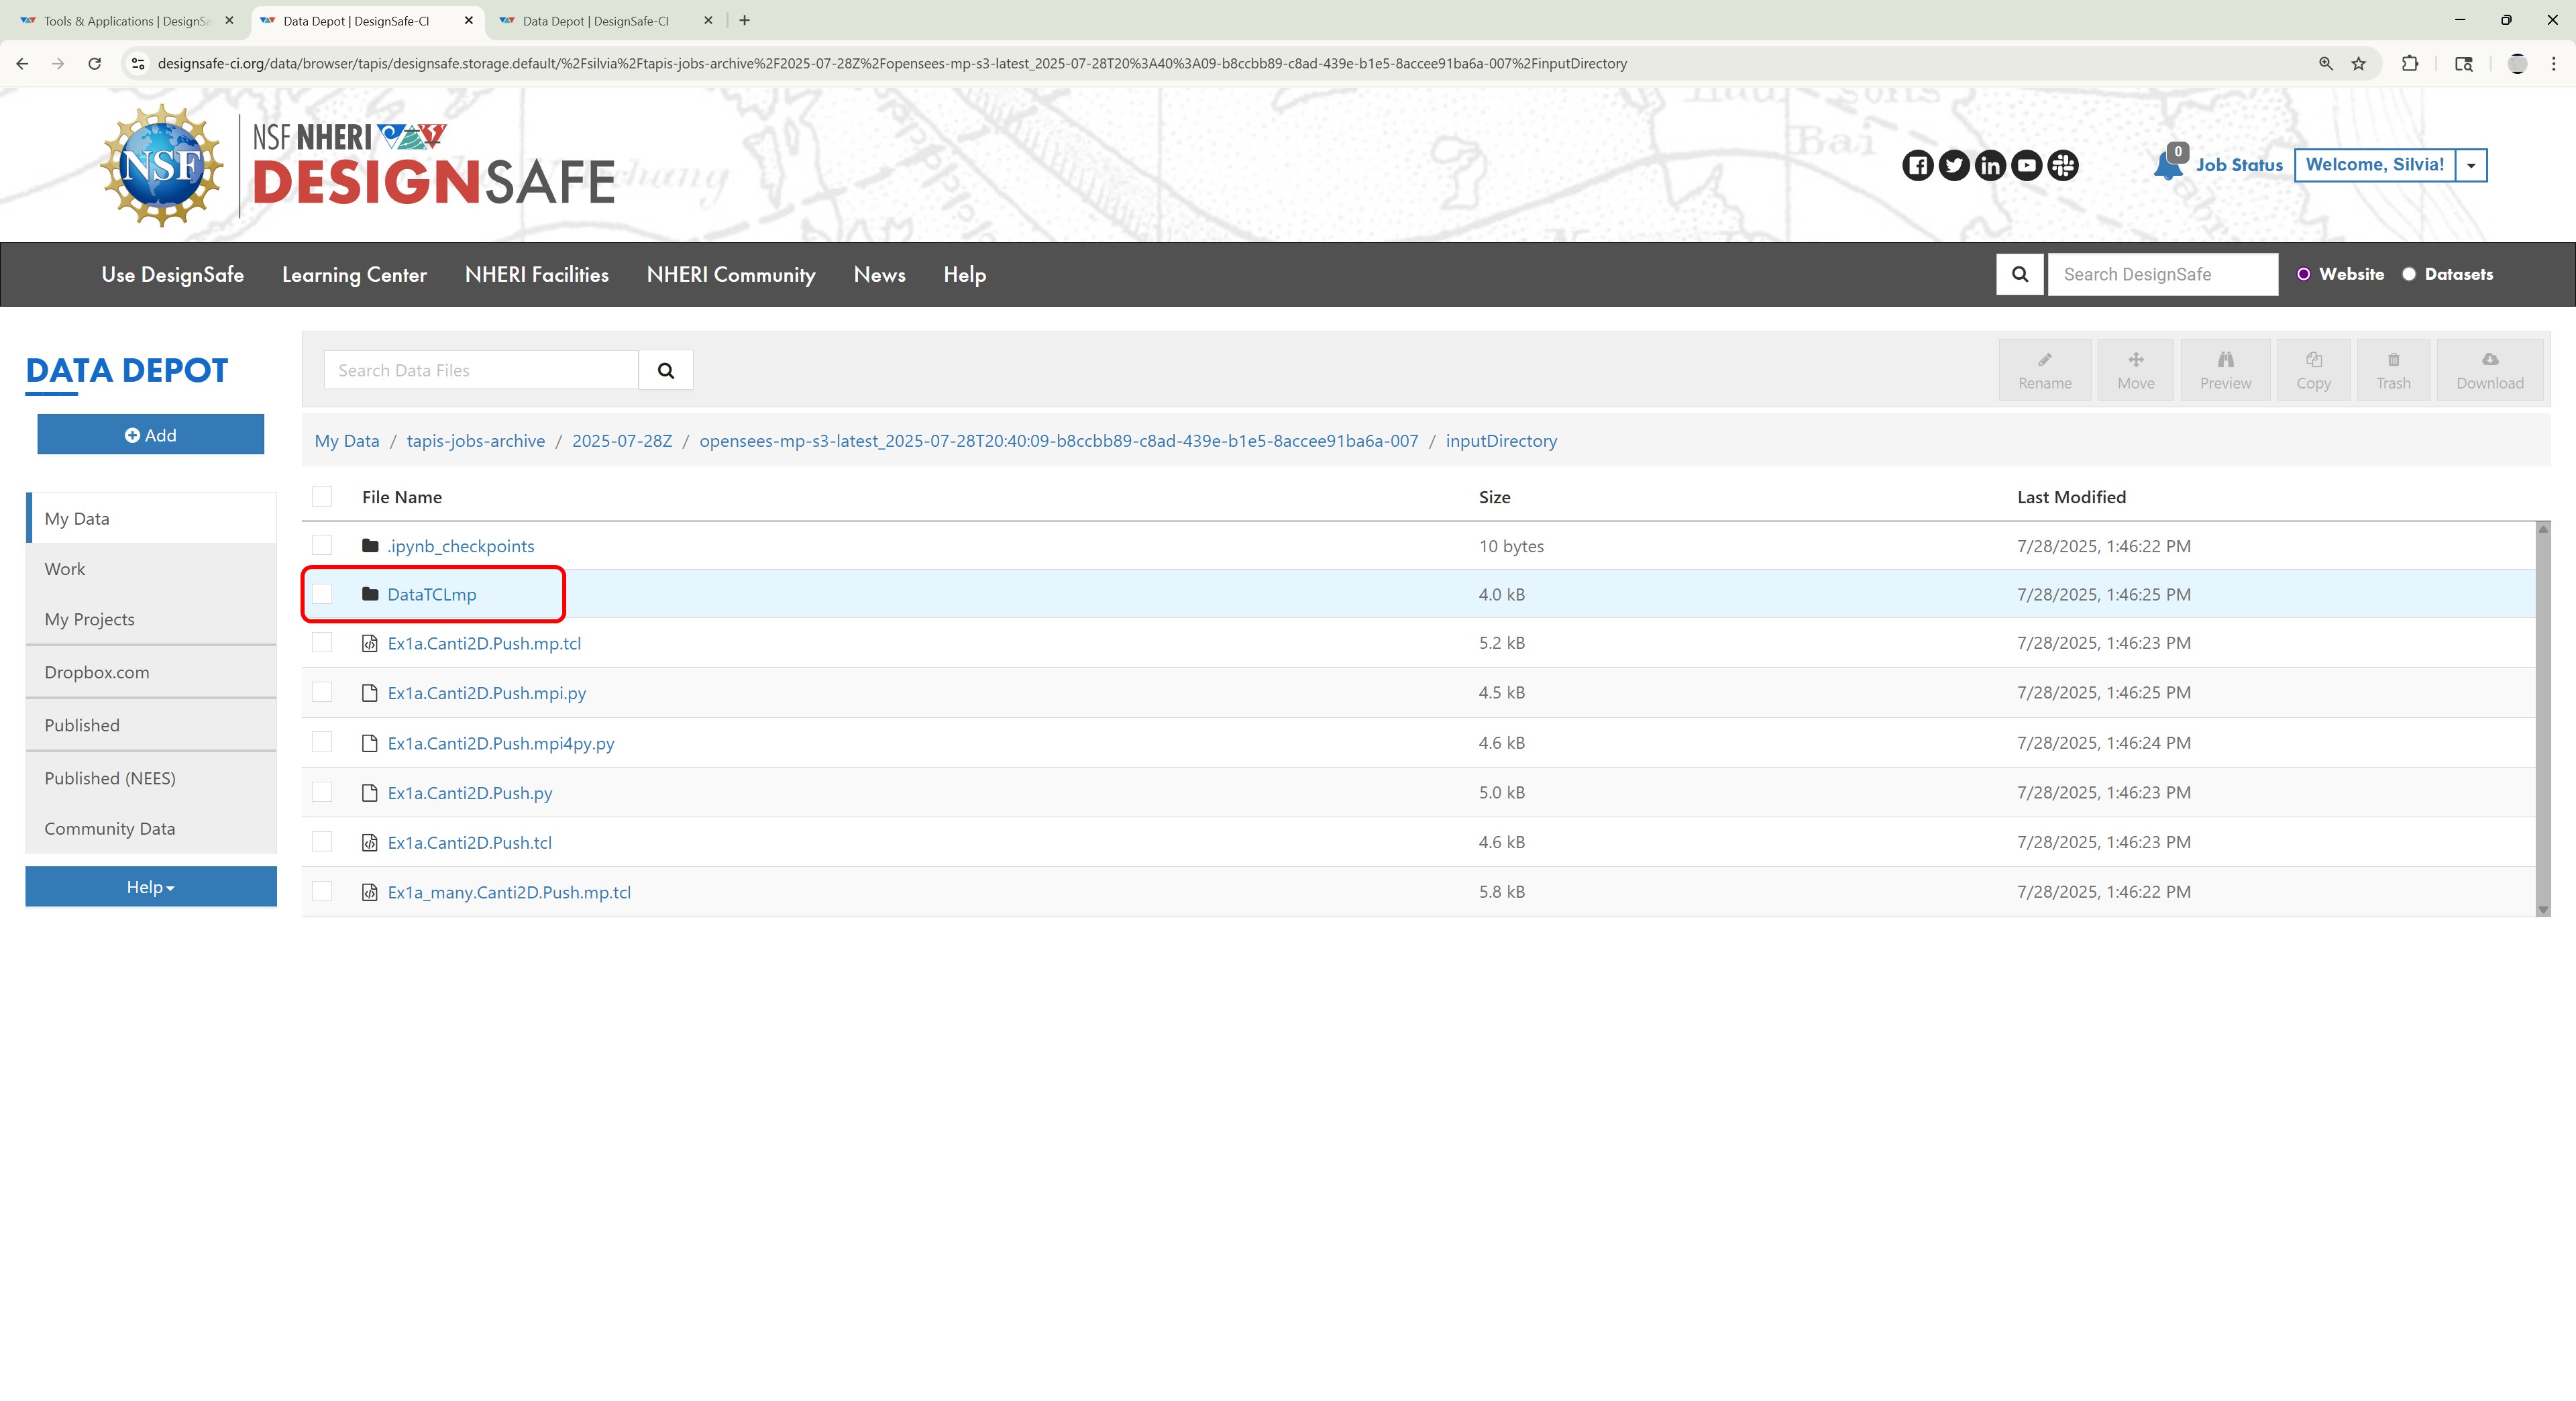 Tools & Applications | DesignSa
Data Depot | DesignSafe-CI
Data Depot | DesignSafe-CI
designsafe-ci.org/data/browser/tapis/designsafe.storage.default/%2Fsilvia%2Ftapis-jobs-archive%2F2025-07-28Z%2Fopensees-mp-s3-latest_2025-07-28T20%3A40%3A09-b8ccbb89-c8ad-439e-b1e5-8accee91ba6a-007%2FinputDirectory
NSF
NSF NHERI
DESIGNSAFE
0
Job Status
Welcome, Silvia!
Use DesignSafe
Learning Center
NHERI Facilities
NHERI Community
News
Help
Search DesignSafe
Website
Datasets
DATA DEPOT
Search Data Files
Rename
Move
Preview
Copy
Trash
Download
Add
My Data / tapis-jobs-archive / 2025-07-28Z / opensees-mp-s3-latest_2025-07-28T20:40:09-b8ccbb89-c8ad-439e-b1e5-8accee91ba6a-007 / inputDirectory
My Data
Work
My Projects
Dropbox.com
Published
Published (NEES)
Community Data
Help
File Name Size Last Modified
.ipynb_checkpoints 10 bytes 7/28/2025, 1:46:22 PM
DataTCLmp 4.0 kB 7/28/2025, 1:46:25 PM
Ex1a.Canti2D.Push.mp.tcl 5.2 kB 7/28/2025, 1:46:23 PM
Ex1a.Canti2D.Push.mpi.py 4.5 kB 7/28/2025, 1:46:25 PM
Ex1a.Canti2D.Push.mpi4py.py 4.6 kB 7/28/2025, 1:46:24 PM
Ex1a.Canti2D.Push.py 5.0 kB 7/28/2025, 1:46:23 PM
Ex1a.Canti2D.Push.tcl 4.6 kB 7/28/2025, 1:46:23 PM
Ex1a_many.Canti2D.Push.mp.tcl 5.8 kB 7/28/2025, 1:46:22 PM